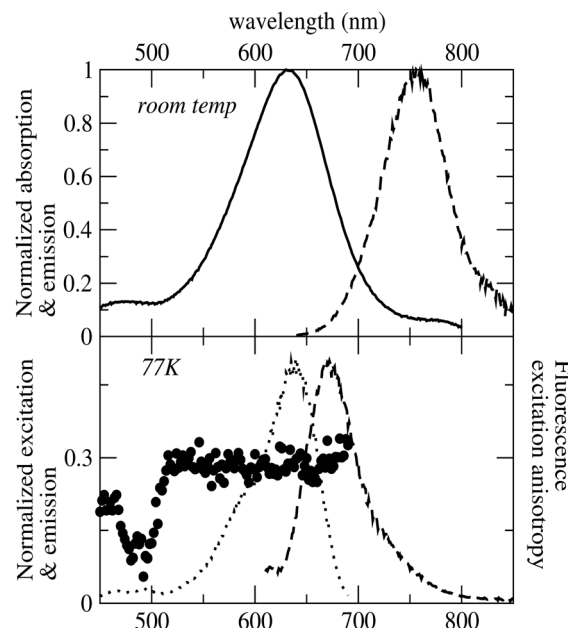 wavelength (nm)
500 600 700 800
room temp
Normalized absorption
& emission
1
0.8
0.6
0.4
0.2
0
77K
Normalized excitation
& emission
0.3
0
Fluorescence
excitation anisotropy
500 600 700 800